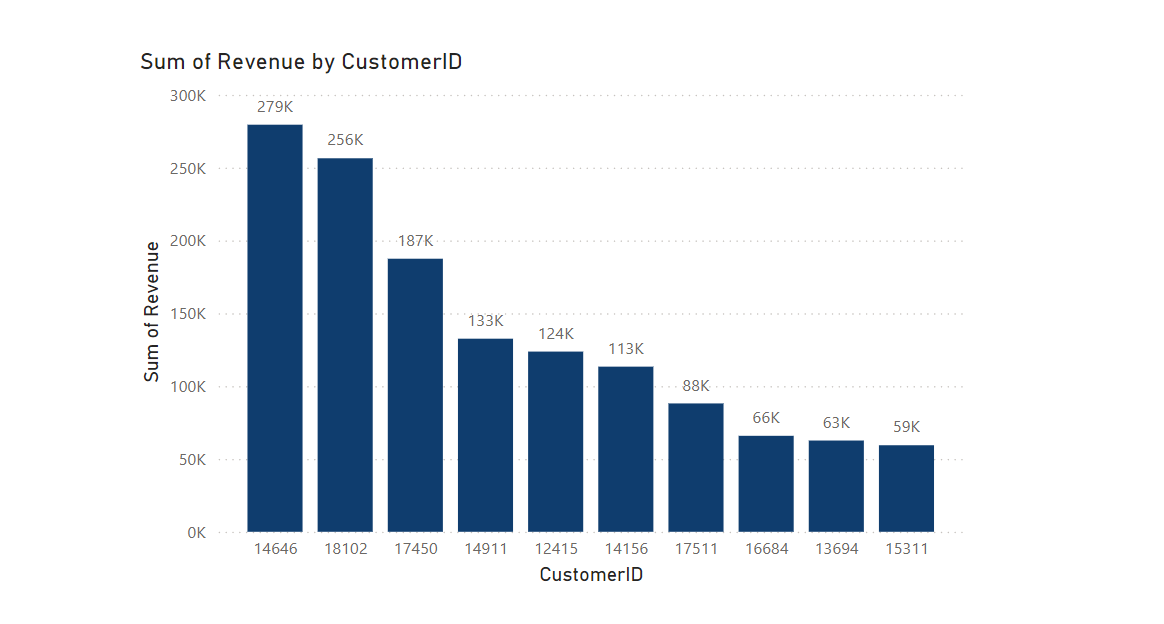 Sum of Revenue by CustomerID
300K
279K
256K
250K
200K
187K
150K
133K
124K
113K
100K
88K
66K
63K
59K
50K
0K
Sum of Revenue
14646 18102 17450 14911 12415 14156 17511 16684 13694 15311
CustomerID